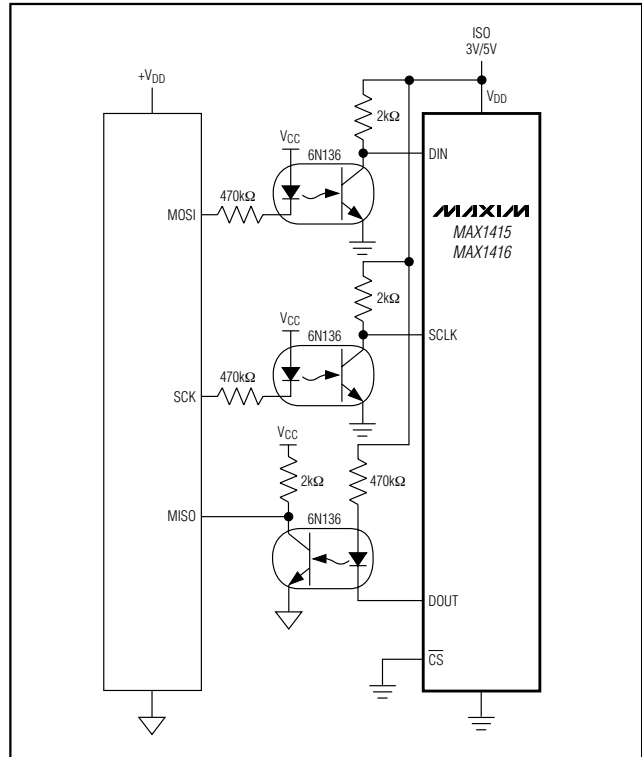 ISO
3V/5V
+VDD
VDD
2kΩ
VCC
6N136
DIN
470kΩ
MOSI
MAXIM
MAX1415
MAX1416
2kΩ
VCC
6N136
SCLK
470kΩ
SCK
VCC
2kΩ
470kΩ
MISO
6N136
DOUT
C̅S̅